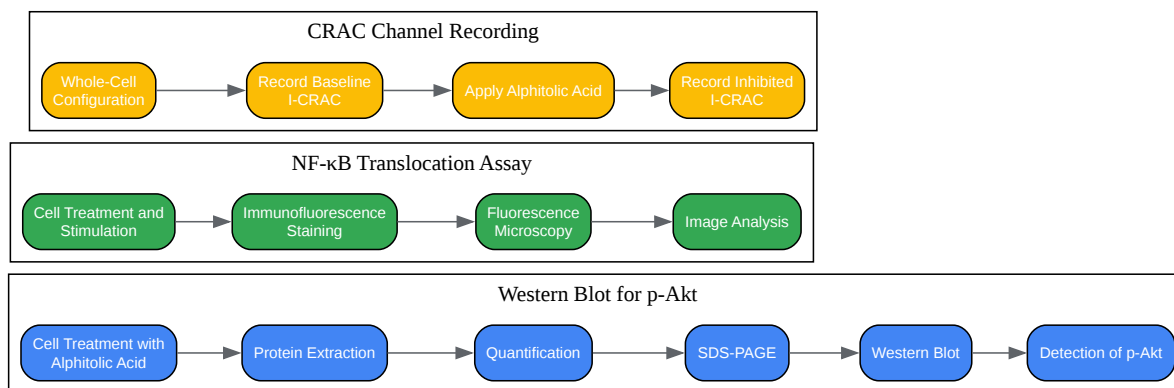 CRAC Channel Recording
Whole-Cell
Configuration
Record Baseline
I-CRAC
Apply Alphitolic Acid
Record Inhibited
I-CRAC
NF-κB Translocation Assay
Cell Treatment and
Stimulation
Immunofluorescence
Staining
Fluorescence
Microscopy
Image Analysis
Western Blot for p-Akt
Cell Treatment with
Alphitolic Acid
Protein Extraction
Quantification
SDS-PAGE
Western Blot
Detection of p-Akt